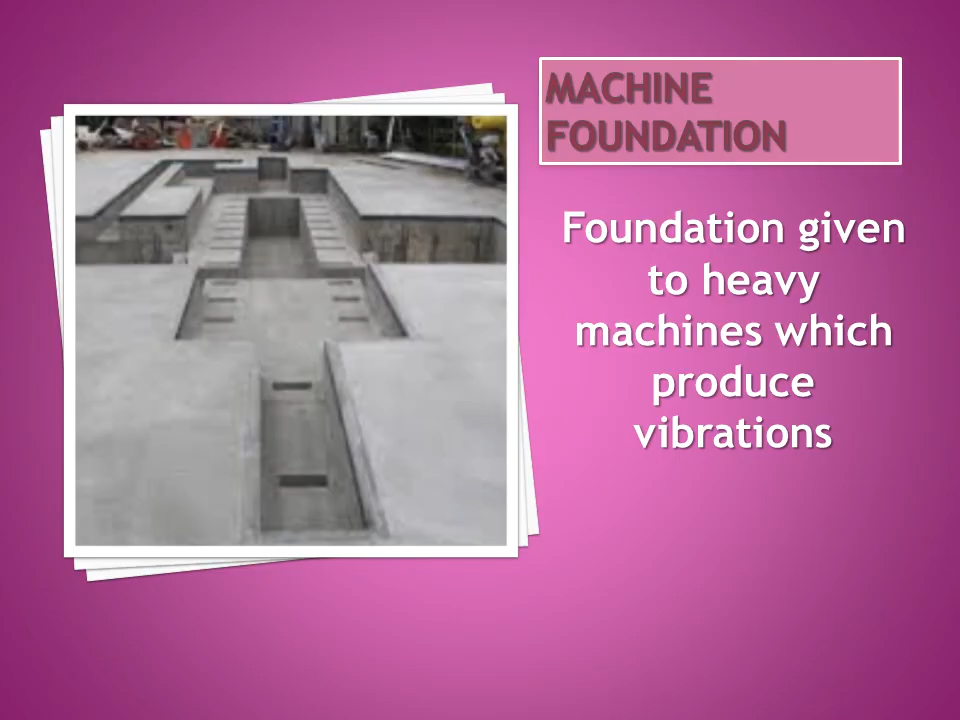 MACHINE
FOUNDATION
Foundation given
to heavy
machines which
produce
vibrations